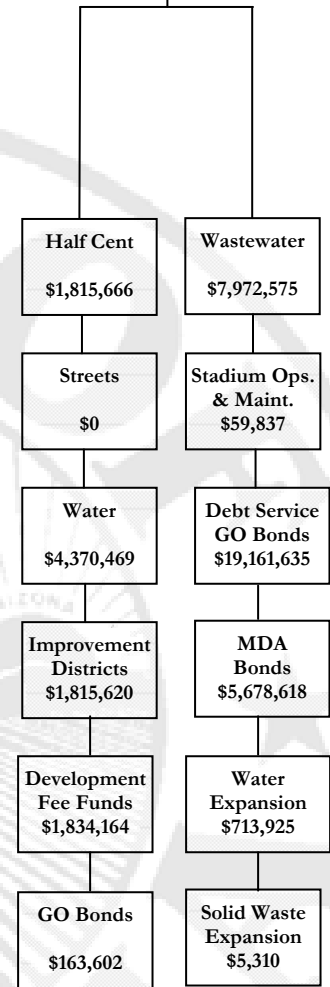 Half Cent
$1,815,666
Streets
$0
Water
$4,370,469
Improvement
Districts
$1,815,620
Development
Fee Funds
$1,834,164
GO Bonds
$163,602
Wastewater
$7,972,575
Stadium Ops.
& Maint.
$59,837
Debt Service
GO Bonds
$19,161,635
MDA
Bonds
$5,678,618
Water
Expansion
$713,925
Solid Waste
Expansion
$5,310